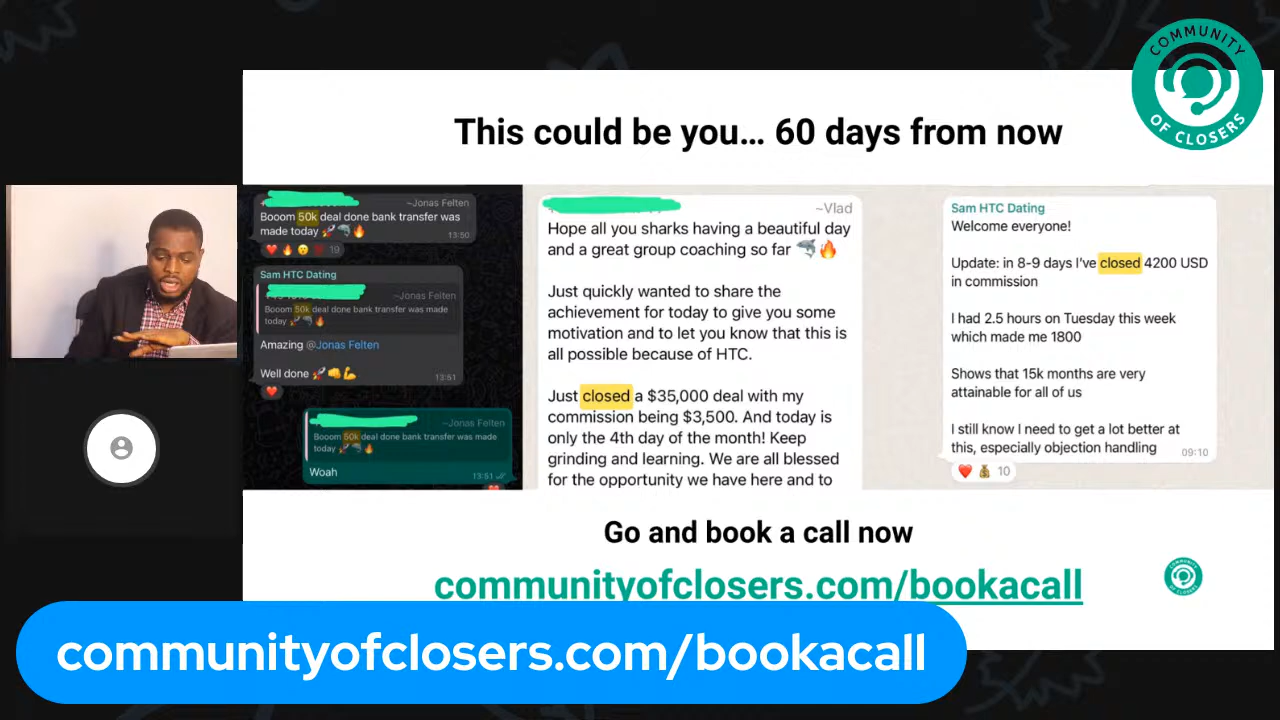 COMMUNITY
OF CLOSERS
This could be you... 60 days from now
~Jonas Felten
Booom 50k deal done bank transfer was
made today 🚀🦈🔥
13:50
❤️🔥😮💯 19
Sam HTC Dating
~Jonas Felten
Booom 50k deal done bank transfer was made
today 🚀🦈🔥
Amazing @Jonas Felten
Well done 🚀👊💪
13:51
❤️
~Jonas Felten
Booom 50k deal done bank transfer was made
today 🚀🦈🔥
Woah
13:51
~Vlad
Hope all you sharks having a beautiful day
and a great group coaching so far 🦈🔥
Just quickly wanted to share the
achievement for today to give you some
motivation and to let you know that this is
all possible because of HTC.
Just closed a $35,000 deal with my
commission being $3,500. And today is
only the 4th day of the month! Keep
grinding and learning. We are all blessed
for the opportunity we have here and to
Sam HTC Dating
Welcome everyone!
Update: in 8-9 days I've closed 4200 USD
in commission
I had 2.5 hours on Tuesday this week
which made me 1800
Shows that 15k months are very
attainable for all of us
I still know I need to get a lot better at
this, especially objection handling
09:10
❤️💰 10
Go and book a call now
communityofclosers.com/bookacall
communityofclosers.com/bookacall